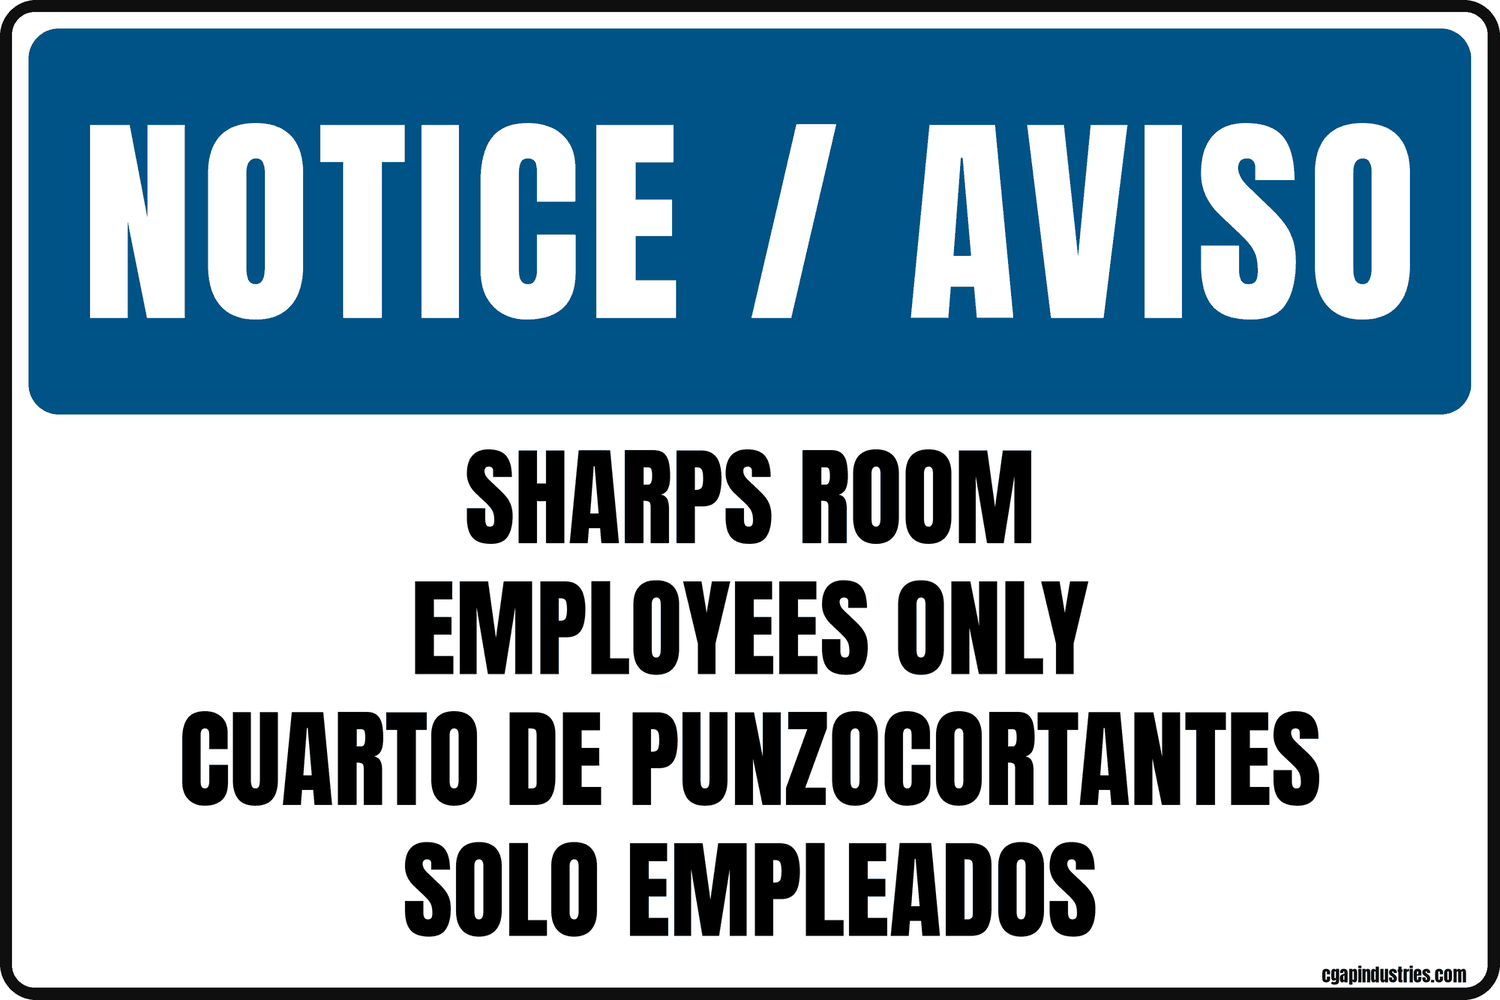 NOTICE / AVISO
SHARPS ROOM
EMPLOYEES ONLY
CUARTO DE PUNZOCORTANTES
SOLO EMPLEADOS
cgapindustries.com